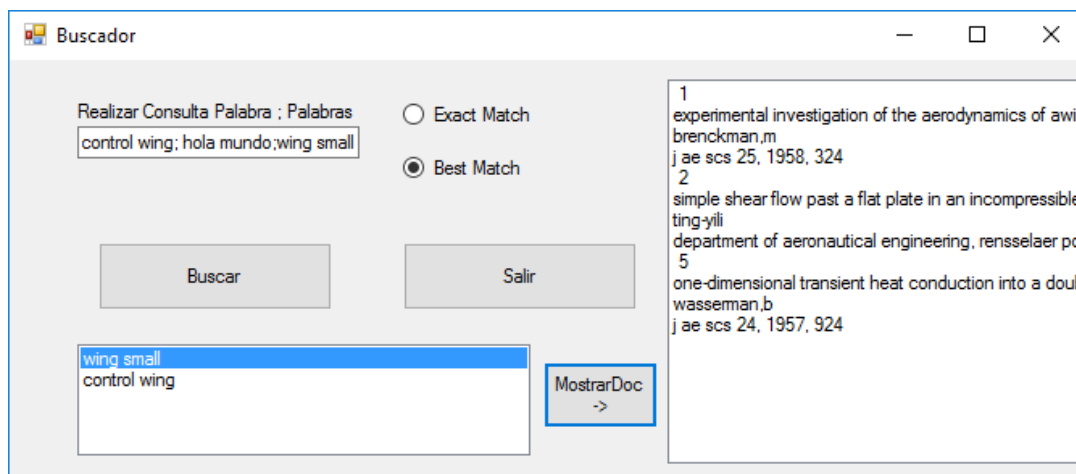 Buscador
Realizar Consulta Palabra ; Palabras
control wing; hola mundo;wing small
Exact Match
Best Match
Buscar
Salir
wing small
control wing
MostrarDoc
->
1
experimental investigation of the aerodynamics of a
brenckman,m
j ae scs 25, 1958, 324
2
simple shear flow past a flat plate in an incompressible
ting-yili
department of aeronautical engineering, rensselaer
5
one-dimensional transient heat conduction into a
wasserman,b
j ae scs 24, 1957, 924